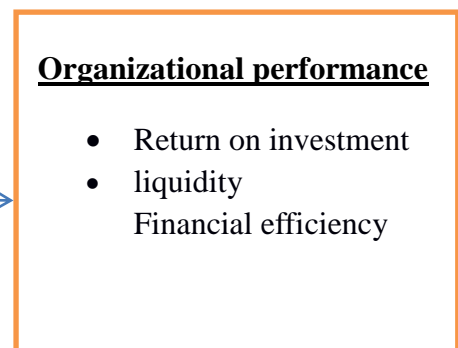 Organizational performance
• Return on investment
• liquidity
Financial efficiency